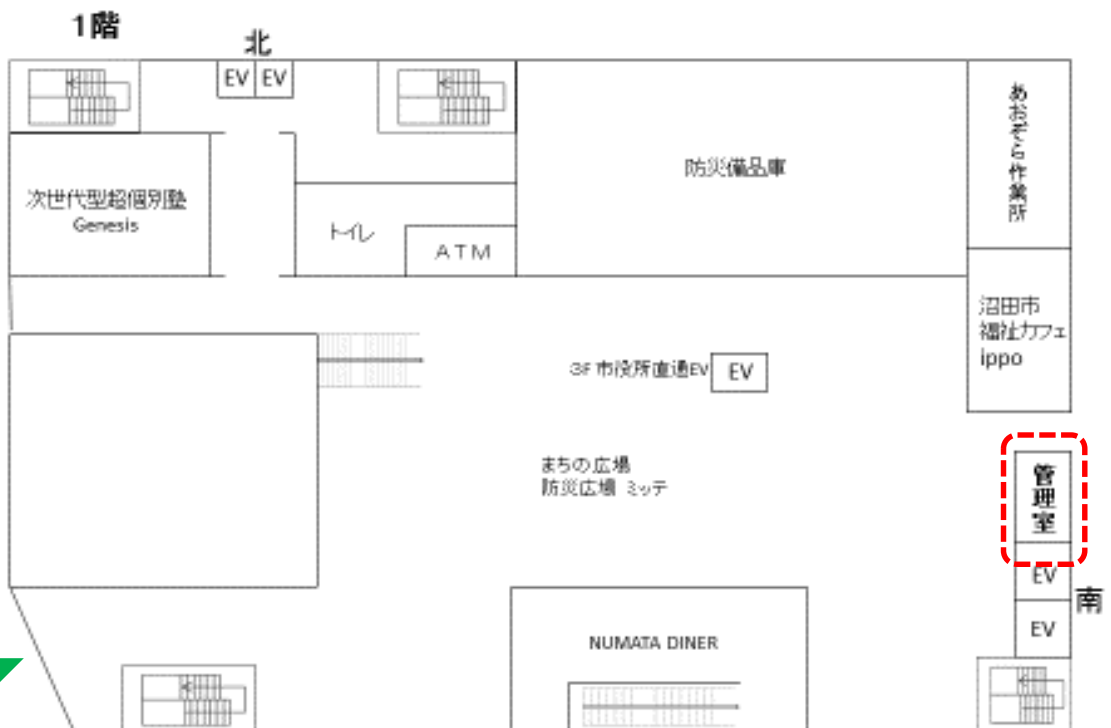 1階
北
EV EV
あおぞら作業所
防災備品庫
次世代型超個別塾
Genesis
トイレ
ATM
沼田市
福祉カフェ
ippo
3F 市役所直通EV
EV
まちの広場
防災広場 ミッテ
管理室
EV
南
EV
NUMATA DINER